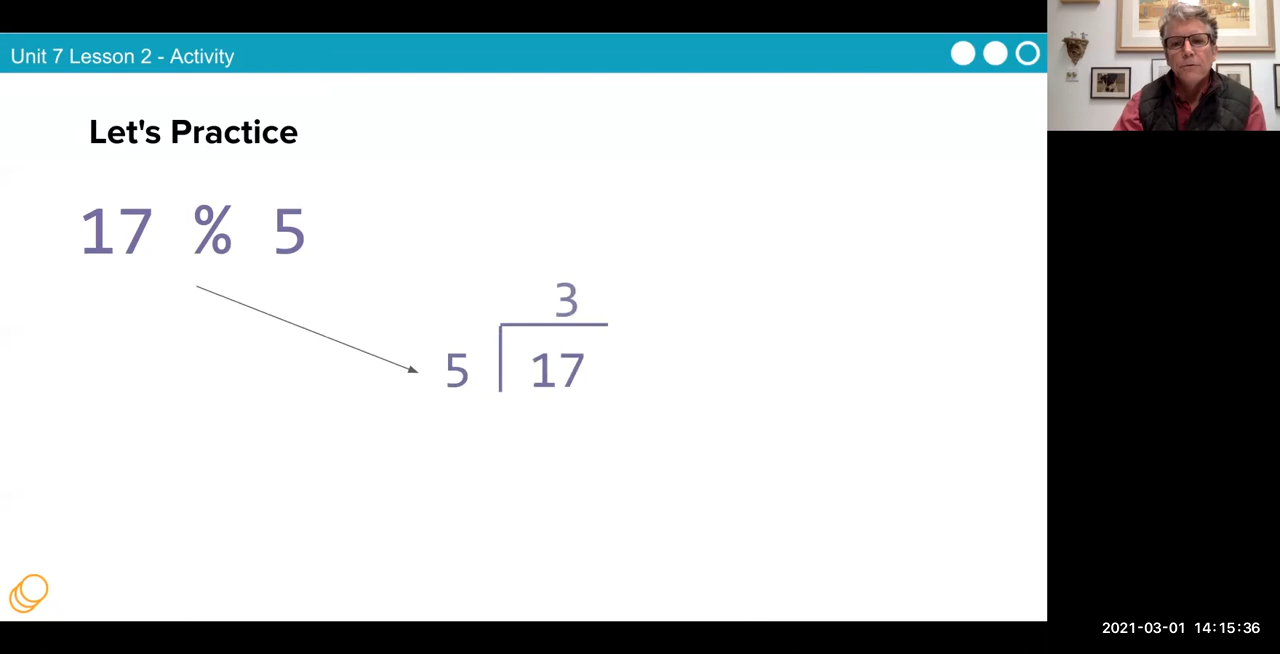 Unit 7 Lesson 2 - Activity
Let's Practice
17 % 5
3
5 17
2021-03-01 14:15:36